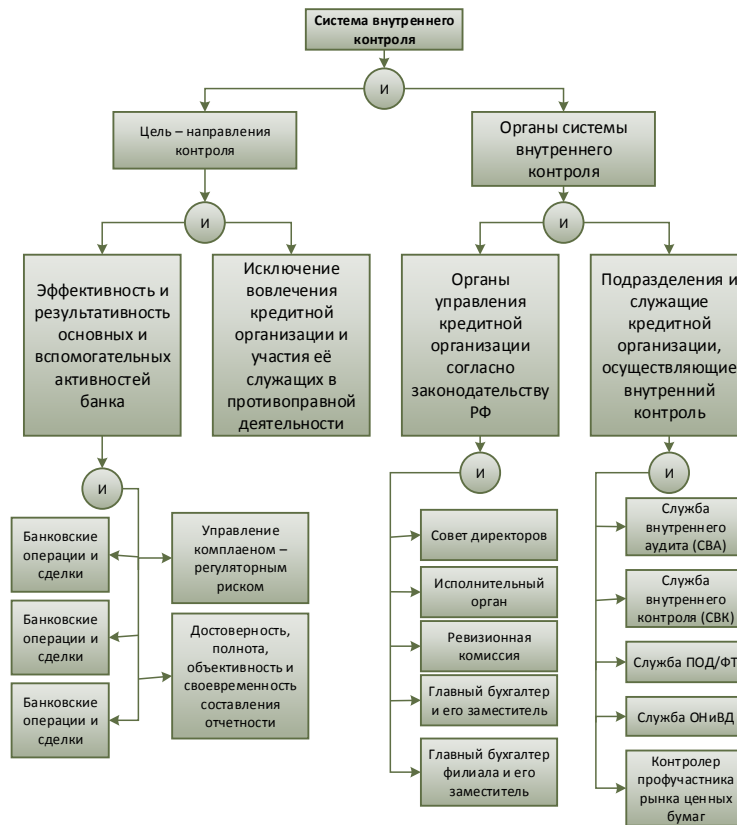 Система внутреннего
контроля
И
Цель – направления
контроля
Органы системы
внутреннего
контроля
И
И
Эффективность и
результативность
основных и
вспомогательных
активностей
банка
Исключение
вовлечения
кредитной
организации и
участия её
служащих в
противоправной
деятельности
Органы
управления
кредитной
организации
согласно
законодательству
РФ
Подразделения и
служащие
кредитной
организации,
осуществляющие
внутренний
контроль
И
И
И
Банковские
операции и
сделки
Банковские
операции и
сделки
Банковские
операции и
сделки
Управление
комплаеном –
регуляторным
риском
Достоверность,
полнота,
объективность и
своевременность
составления
отчетности
Совет директоров
Исполнительный
орган
Ревизионная
комиссия
Главный бухгалтер
и его заместитель
Главный бухгалтер
филиала и его
заместитель
Служба
внутреннего
аудита (СВА)
Служба
внутреннего
контроля (СВК)
Служба ПОД/ФТ
Служба ОНиВД
Контролер
профучастника
рынка ценных
бумаг